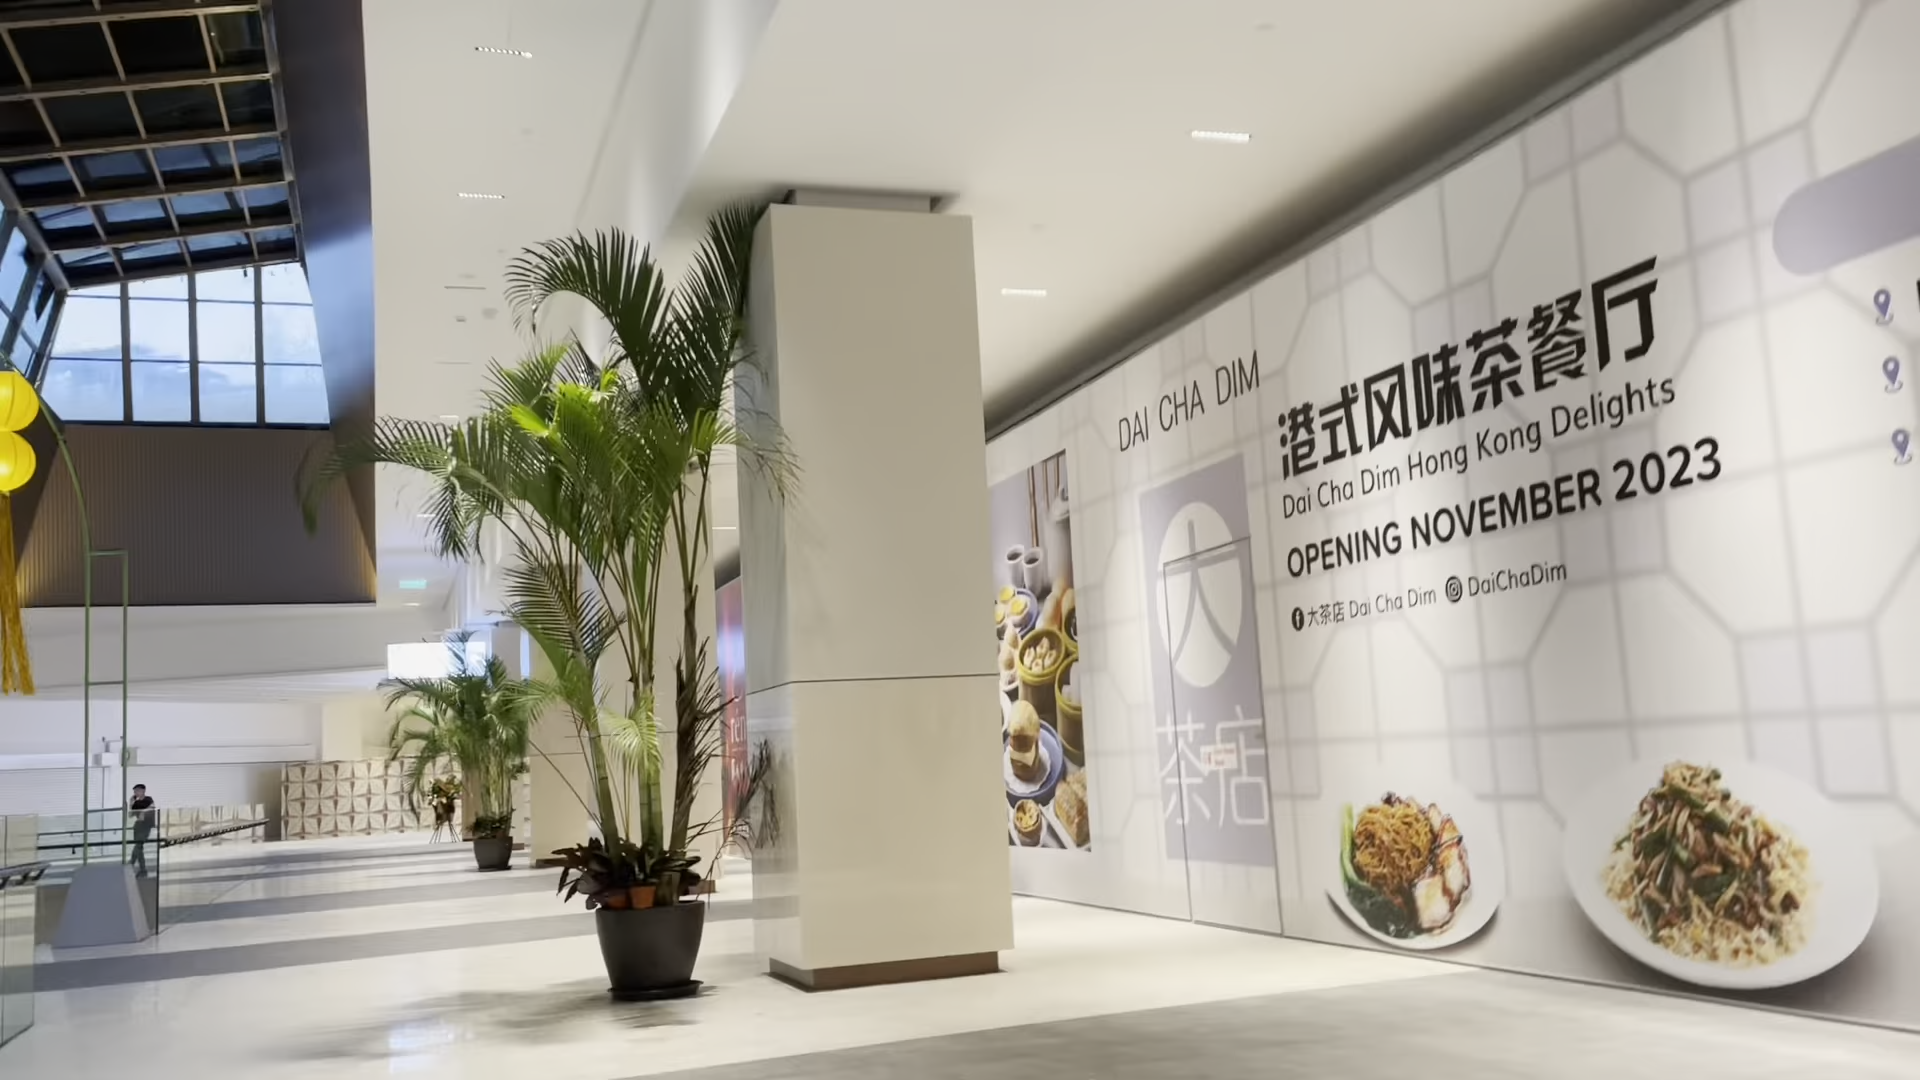 DAI CHA DIM
大
茶店
港式风味茶餐厅
Dai Cha Dim Hong Kong Delights
OPENING NOVEMBER 2023
大茶店 Dai Cha Dim DaiChaDim